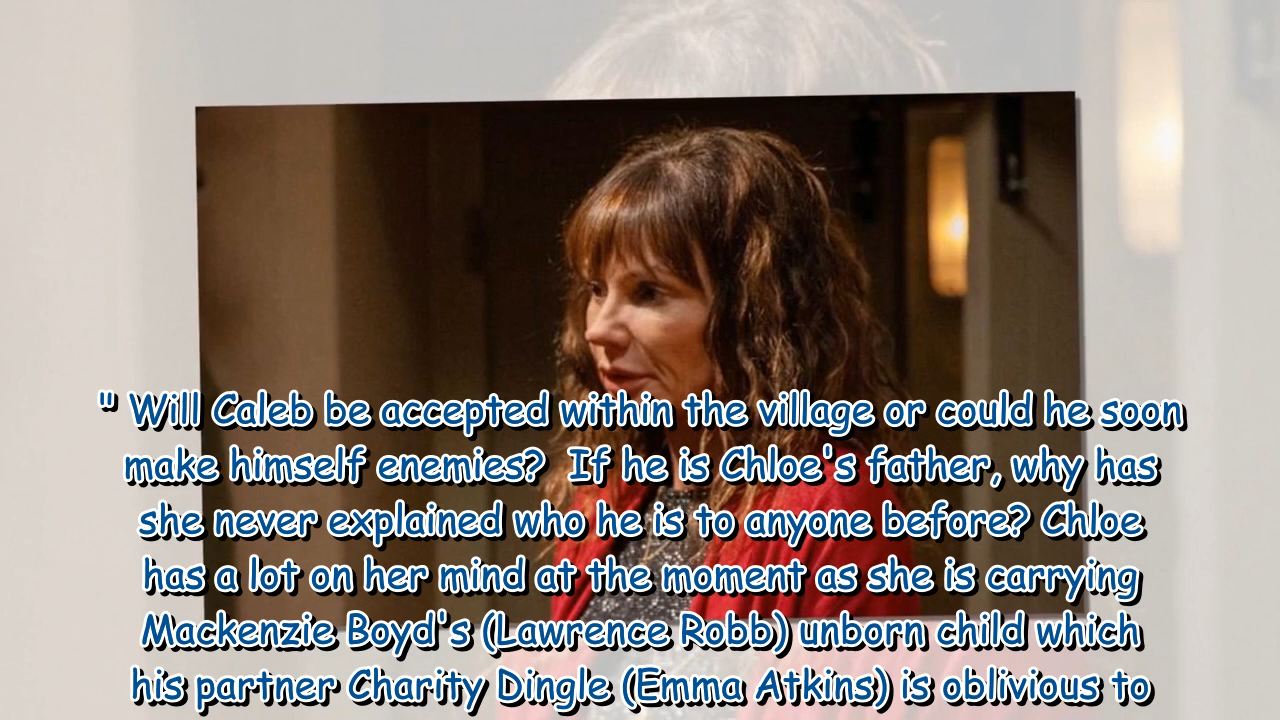 " Will Caleb be accepted within the village or could he soon
make himself enemies?  If he is Chloe's father, why has
she never explained who he is to anyone before? Chloe
has a lot on her mind at the moment as she is carrying
Mackenzie Boyd's (Lawrence Robb) unborn child which
his partner Charity Dingle (Emma Atkins) is oblivious to